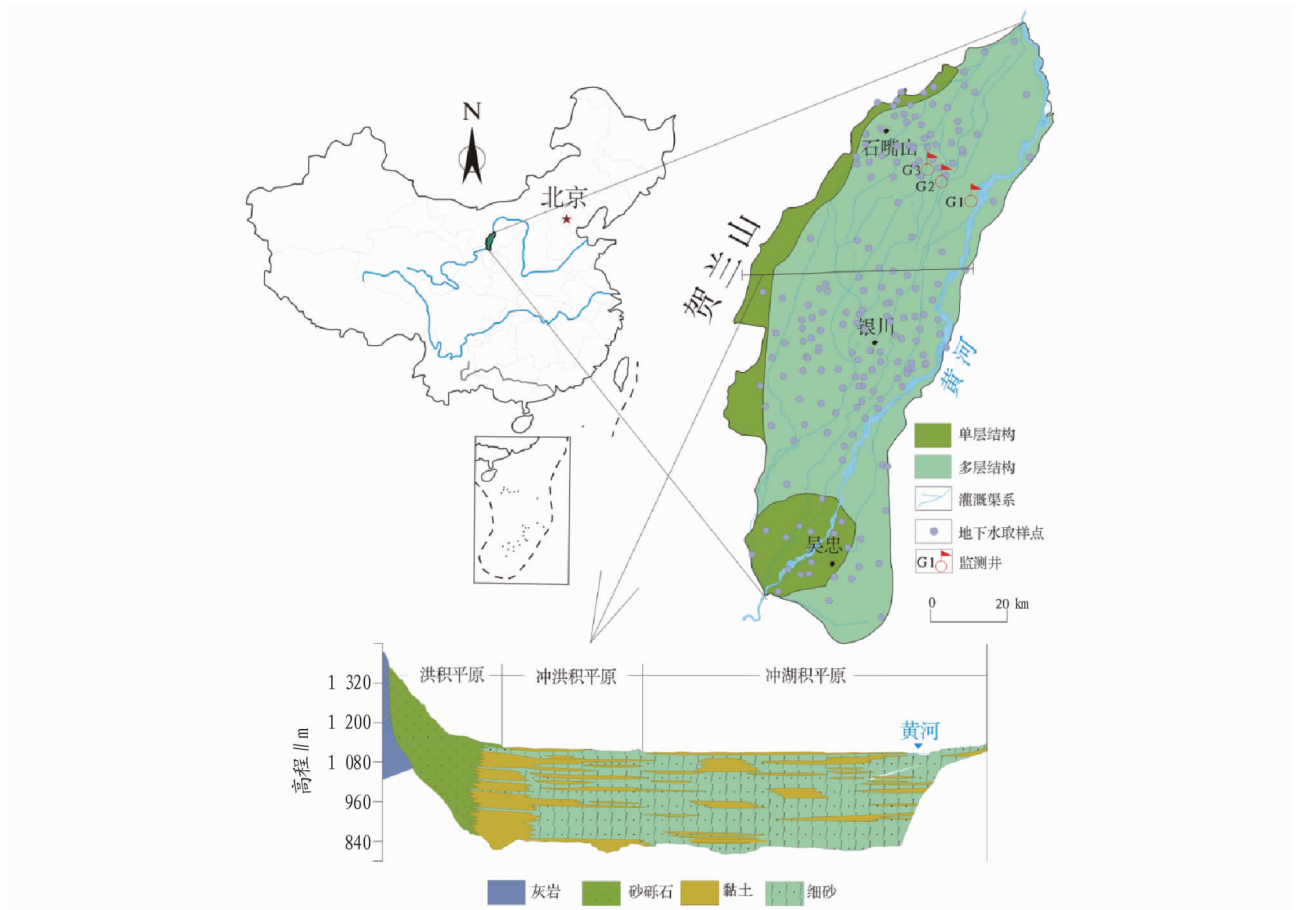 N
北京
石嘴山
G3
G2
G1
贺兰山
银川
黄河
吴忠
单层结构
多层结构
灌溉渠系
地下水取样点
G1 监测井
0 20 km
洪积平原
冲洪积平原
冲湖积平原
高程∥m
1 320
1 200
1 080
960
840
黄河
灰岩
砂砾石
黏土
细砂